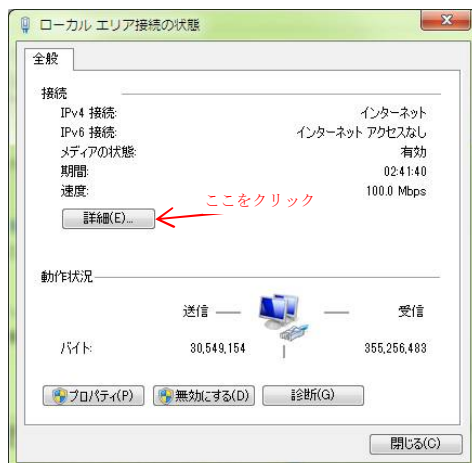 ローカル エリア接続の状態
全般
接続
IPv4 接続: インターネット
IPv6 接続: インターネット アクセスなし
メディアの状態: 有効
期間: 02:41:40
速度: 100.0 Mbps
ここをクリック
詳細(E)...
動作状況
送信 受信
バイト: 30,549,154 355,256,483
プロパティ(P) 無効にする(D) 診断(G)
閉じる(C)